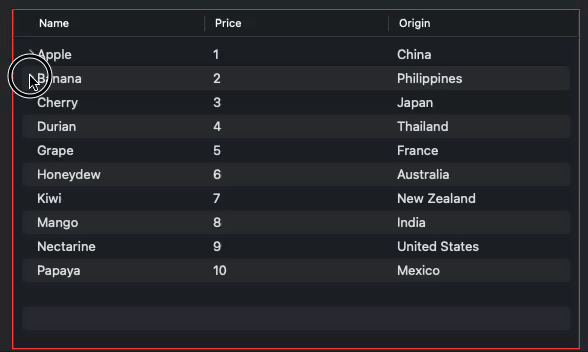 Name Price Origin
Apple 1 China
Banana 2 Philippines
Cherry 3 Japan
Durian 4 Thailand
Grape 5 France
Honeydew 6 Australia
Kiwi 7 New Zealand
Mango 8 India
Nectarine 9 United States
Papaya 10 Mexico